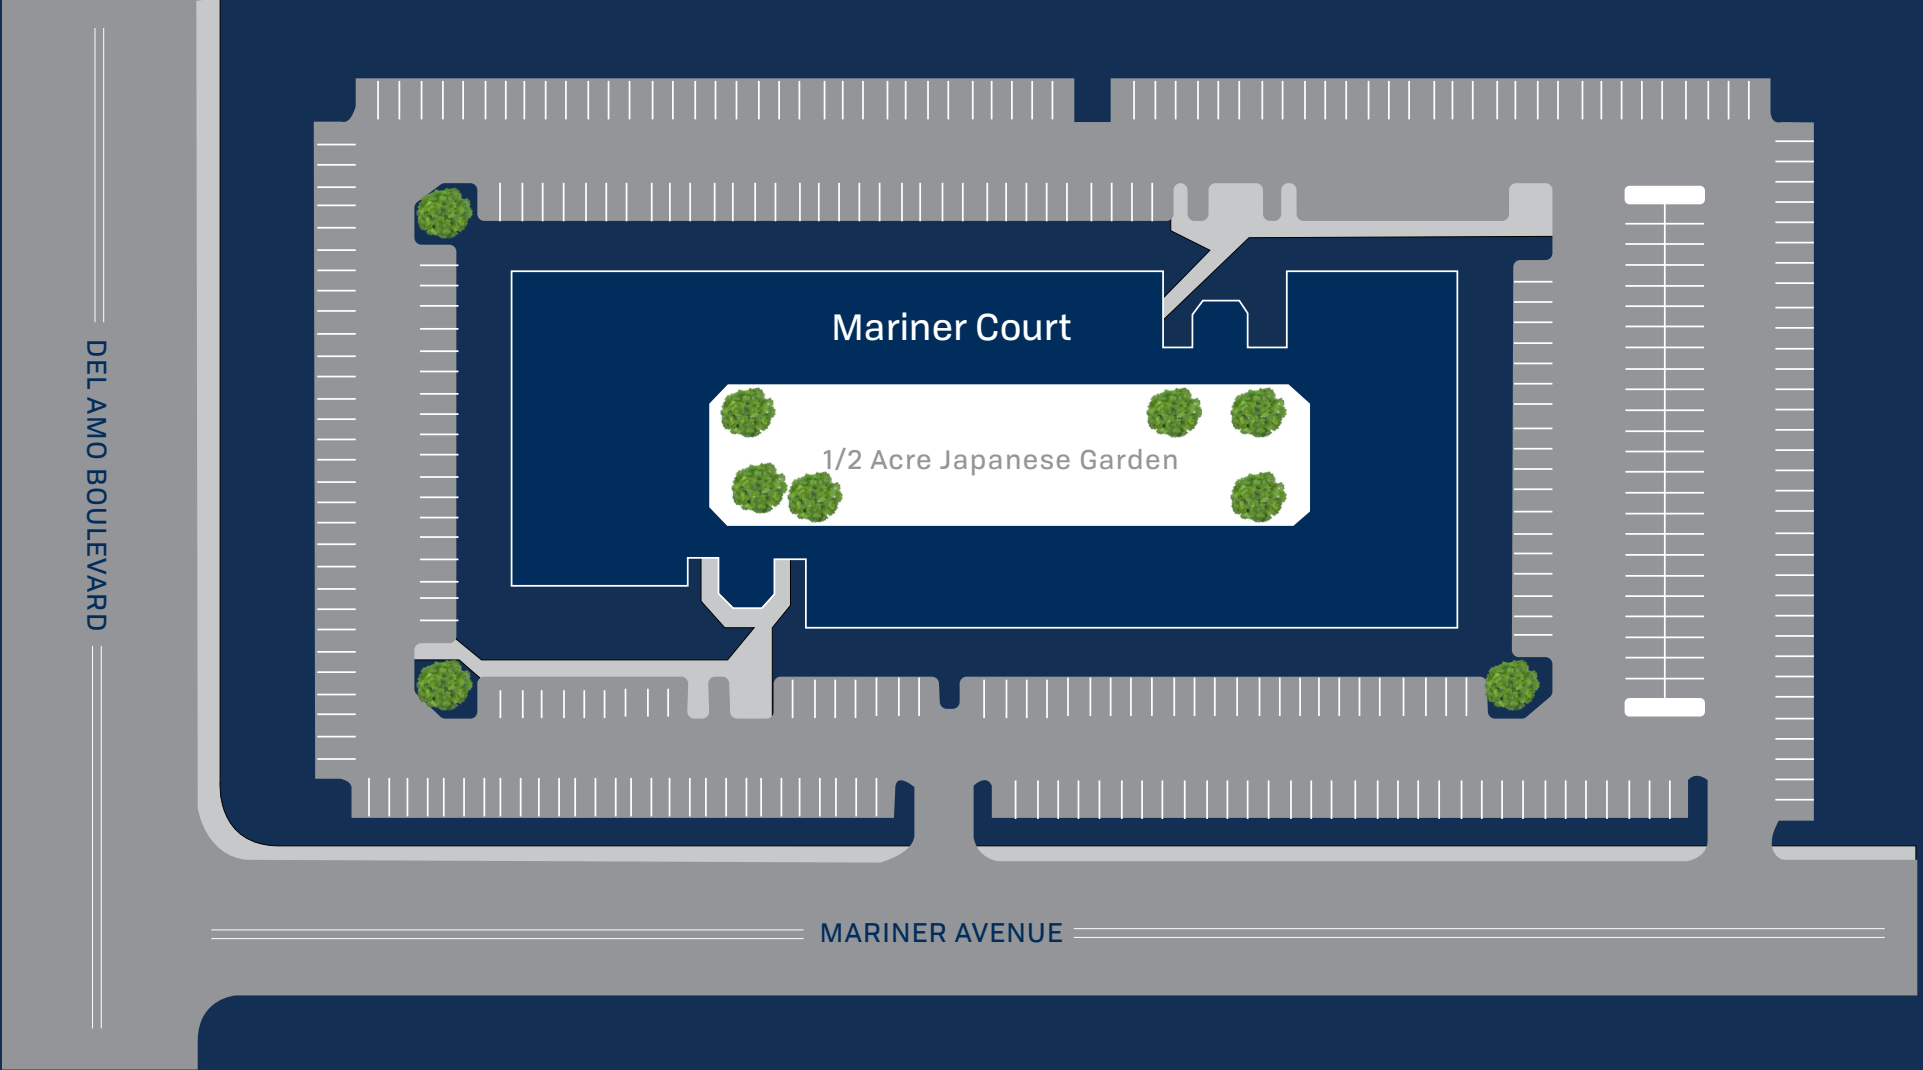 Mariner Court
1/2 Acre Japanese Garden
DEL AMO BOULEVARD
MARINER AVENUE